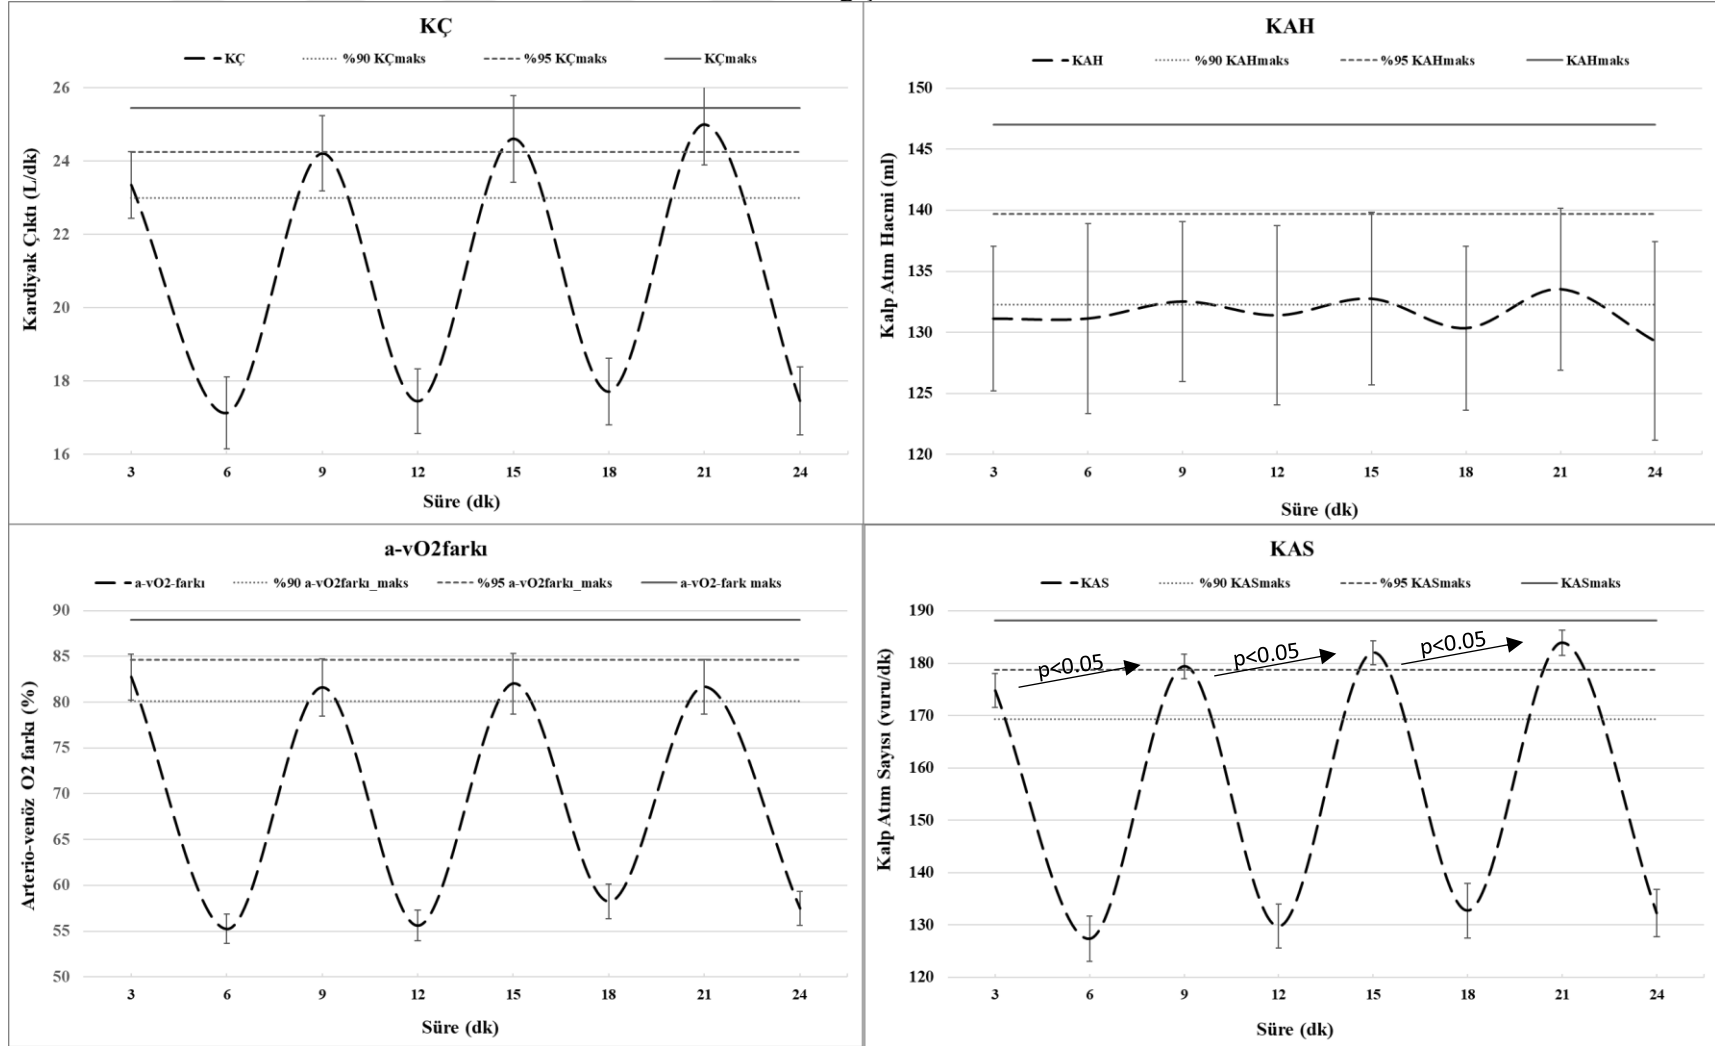 KÇ
KÇ %90 KÇmaks %95 KÇmaks KÇmaks
26
24
22
20
18
16
Kardiyak Çıktı (L/dk)
3 6 9 12 15 18 21 24
Süre (dk)
KAH
KAH %90 KAHmaks %95 KAHmaks KAHmaks
150
145
140
135
130
125
120
Kalp Atım Hacmi (ml)
3 6 9 12 15 18 21 24
Süre (dk)
a-vO2farkı
a-vO2-farkı %90 a-vO2farkı_maks %95 a-vO2farkı_maks a-vO2-fark maks
90
85
80
75
70
65
60
55
50
Arterio-venöz O2 farkı (%)
3 6 9 12 15 18 21 24
Süre (dk)
KAS
KAS %90 KASmaks %95 KASmaks KASmaks
190
180
170
160
150
140
130
120
Kalp Atım Sayısı (vuru/dk)
p<0.05
p<0.05
p<0.05
3 6 9 12 15 18 21 24
Süre (dk)